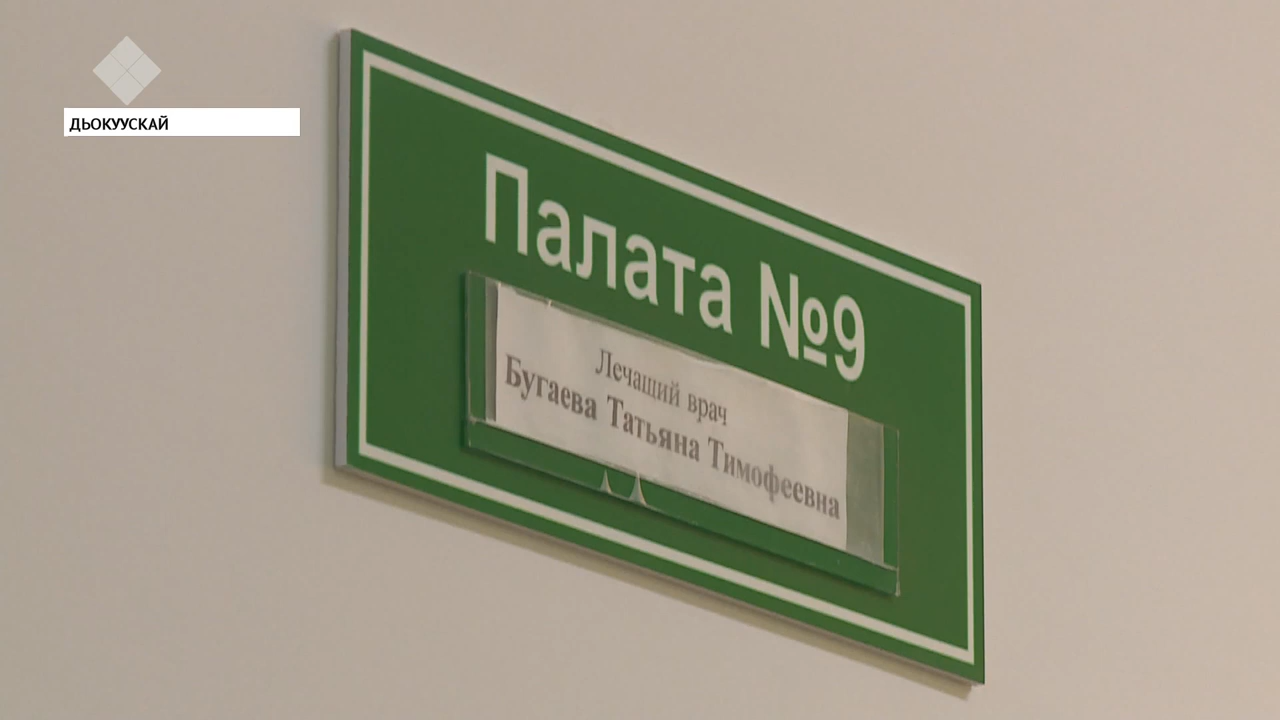 ДЬОКУУСКАЙ
Палата №9
Лечащий врач
Бугаева Татьяна Тимофеевна